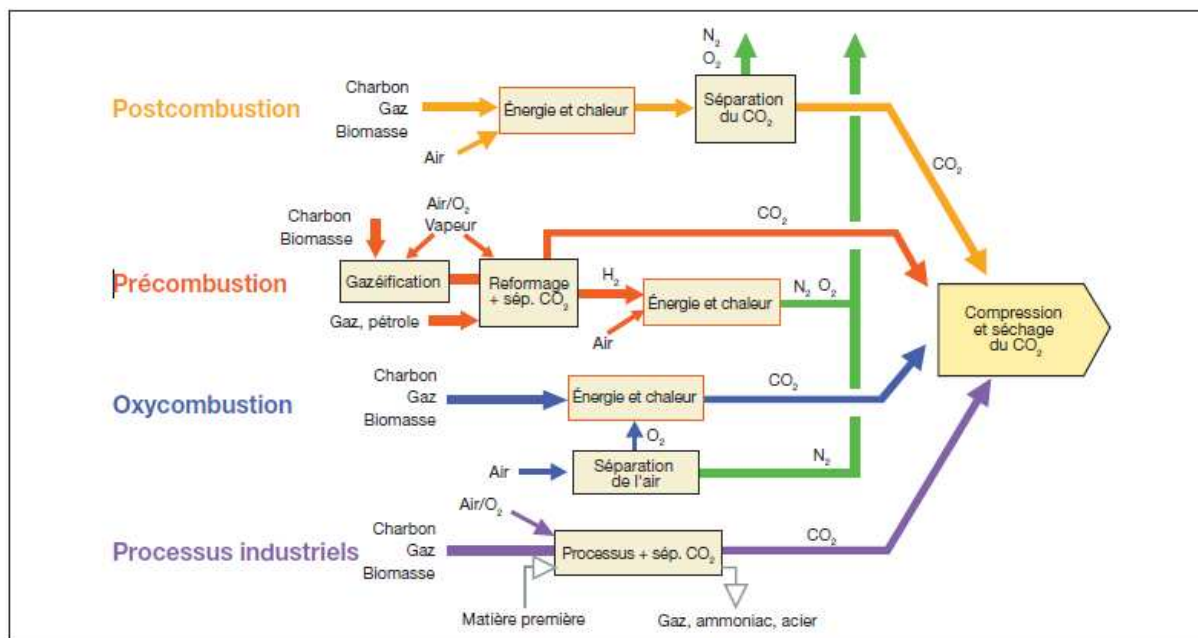 N₂
O₂
Postcombustion
Charbon
Gaz
Biomasse
Air
Énergie et chaleur
Séparation
du CO₂
CO₂
Précombustion
Charbon
Biomasse
Air/O₂
Vapeur
Gazéification
Gaz, pétrole
Reformage
+ sép. CO₂
CO₂
H₂
Air
Énergie et chaleur
N₂ O₂
Compression
et séchage
du CO₂
Oxycombustion
Charbon
Gaz
Biomasse
Énergie et chaleur
CO₂
O₂
Air
Séparation
de l'air
N₂
Processus industriels
Air/O₂
Charbon
Gaz
Biomasse
Processus + sép. CO₂
CO₂
Matière première
Gaz, ammoniac, acier